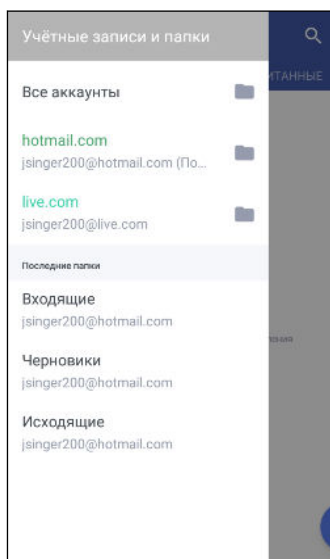 Учётные записи и папки
Все аккаунты
hotmail.com
jsinger200@hotmail.com (По...
live.com
jsinger200@live.com
Последние папки
Входящие
jsinger200@hotmail.com
Черновики
jsinger200@hotmail.com
Исходящие
jsinger200@hotmail.com